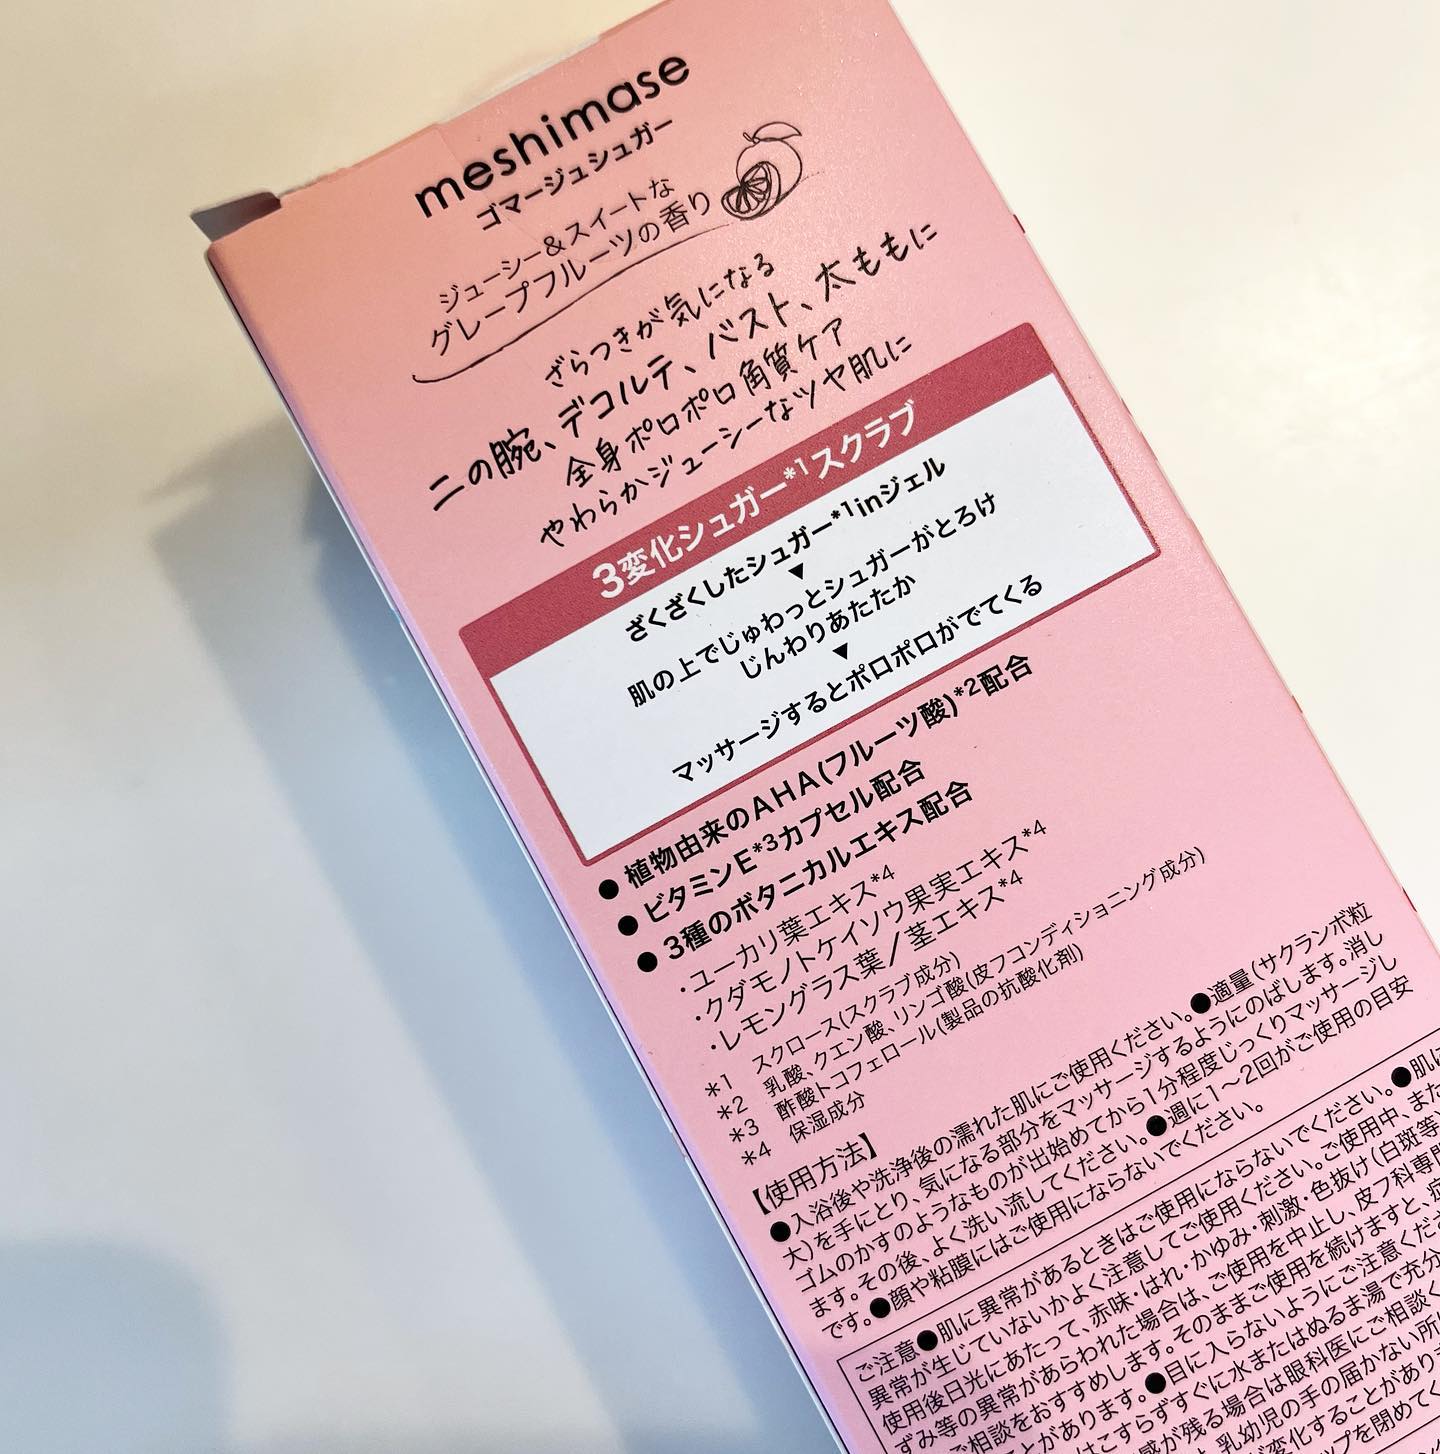 meshimase
ゴマージュシュガー
ジューシー&スイートな
グレープフルーツの香り
ざらつきが気になる
二の腕、デコルテ、バスト、太ももに
全身ポロポロ角質ケア
やわらかジューシーなツヤ肌に
3変化シュガー*1スクラブ
ざくざくしたシュガー*1inジェル
▼
肌の上でじゅわっとシュガーがとろけ
じんわりあたたか
▼
マッサージするとポロポロがでてくる
●植物由来のAHA(フルーツ酸)*2配合
●ビタミンE*3カプセル配合
●3種のボタニカルエキス配合
・ユーカリ葉エキス*4
・クダモノトケイソウ果実エキス*4
・レモングラス葉/茎エキス*4
*1 スクロース(スクラブ成分)
*2 乳酸、クエン酸、リンゴ酸(皮フコンディショニング成分)
*3 酢酸トコフェロール(製品の抗酸化剤)
*4 保湿成分
【使用方法】
●入浴後や洗浄後の濡れた肌にご使用ください。●適量(サクランボ粒
大)を手にとり、気になる部分をマッサージするようにのばします。消し
ゴムのかすのようなものが出始めてから1分程度じっくりマッサージし
ます。その後、よく洗い流してください。●週に1〜2回がご使用の目安
です。●顔や粘膜にはご使用にならないでください。
ご注意●肌に異常があるときはご使用にならないでください。●肌に
異常が生じていないかよく注意してご使用ください。ご使用中、また
使用後日光にあたって、赤味・はれ・かゆみ・刺激・色抜け(白斑等)
ずみ等の異常があらわれた場合は、ご使用を中止し、皮フ科専門
ご相談をおすすめします。そのままご使用を続けますと、症
ことがあります。●目に入らないようにご注意くださ
はこすらずすぐに水またはぬるま湯で充分
感が残る場合は眼科医にご相談く
乳幼児の手の届かない所に
が変化することがありま
ップを閉めてく